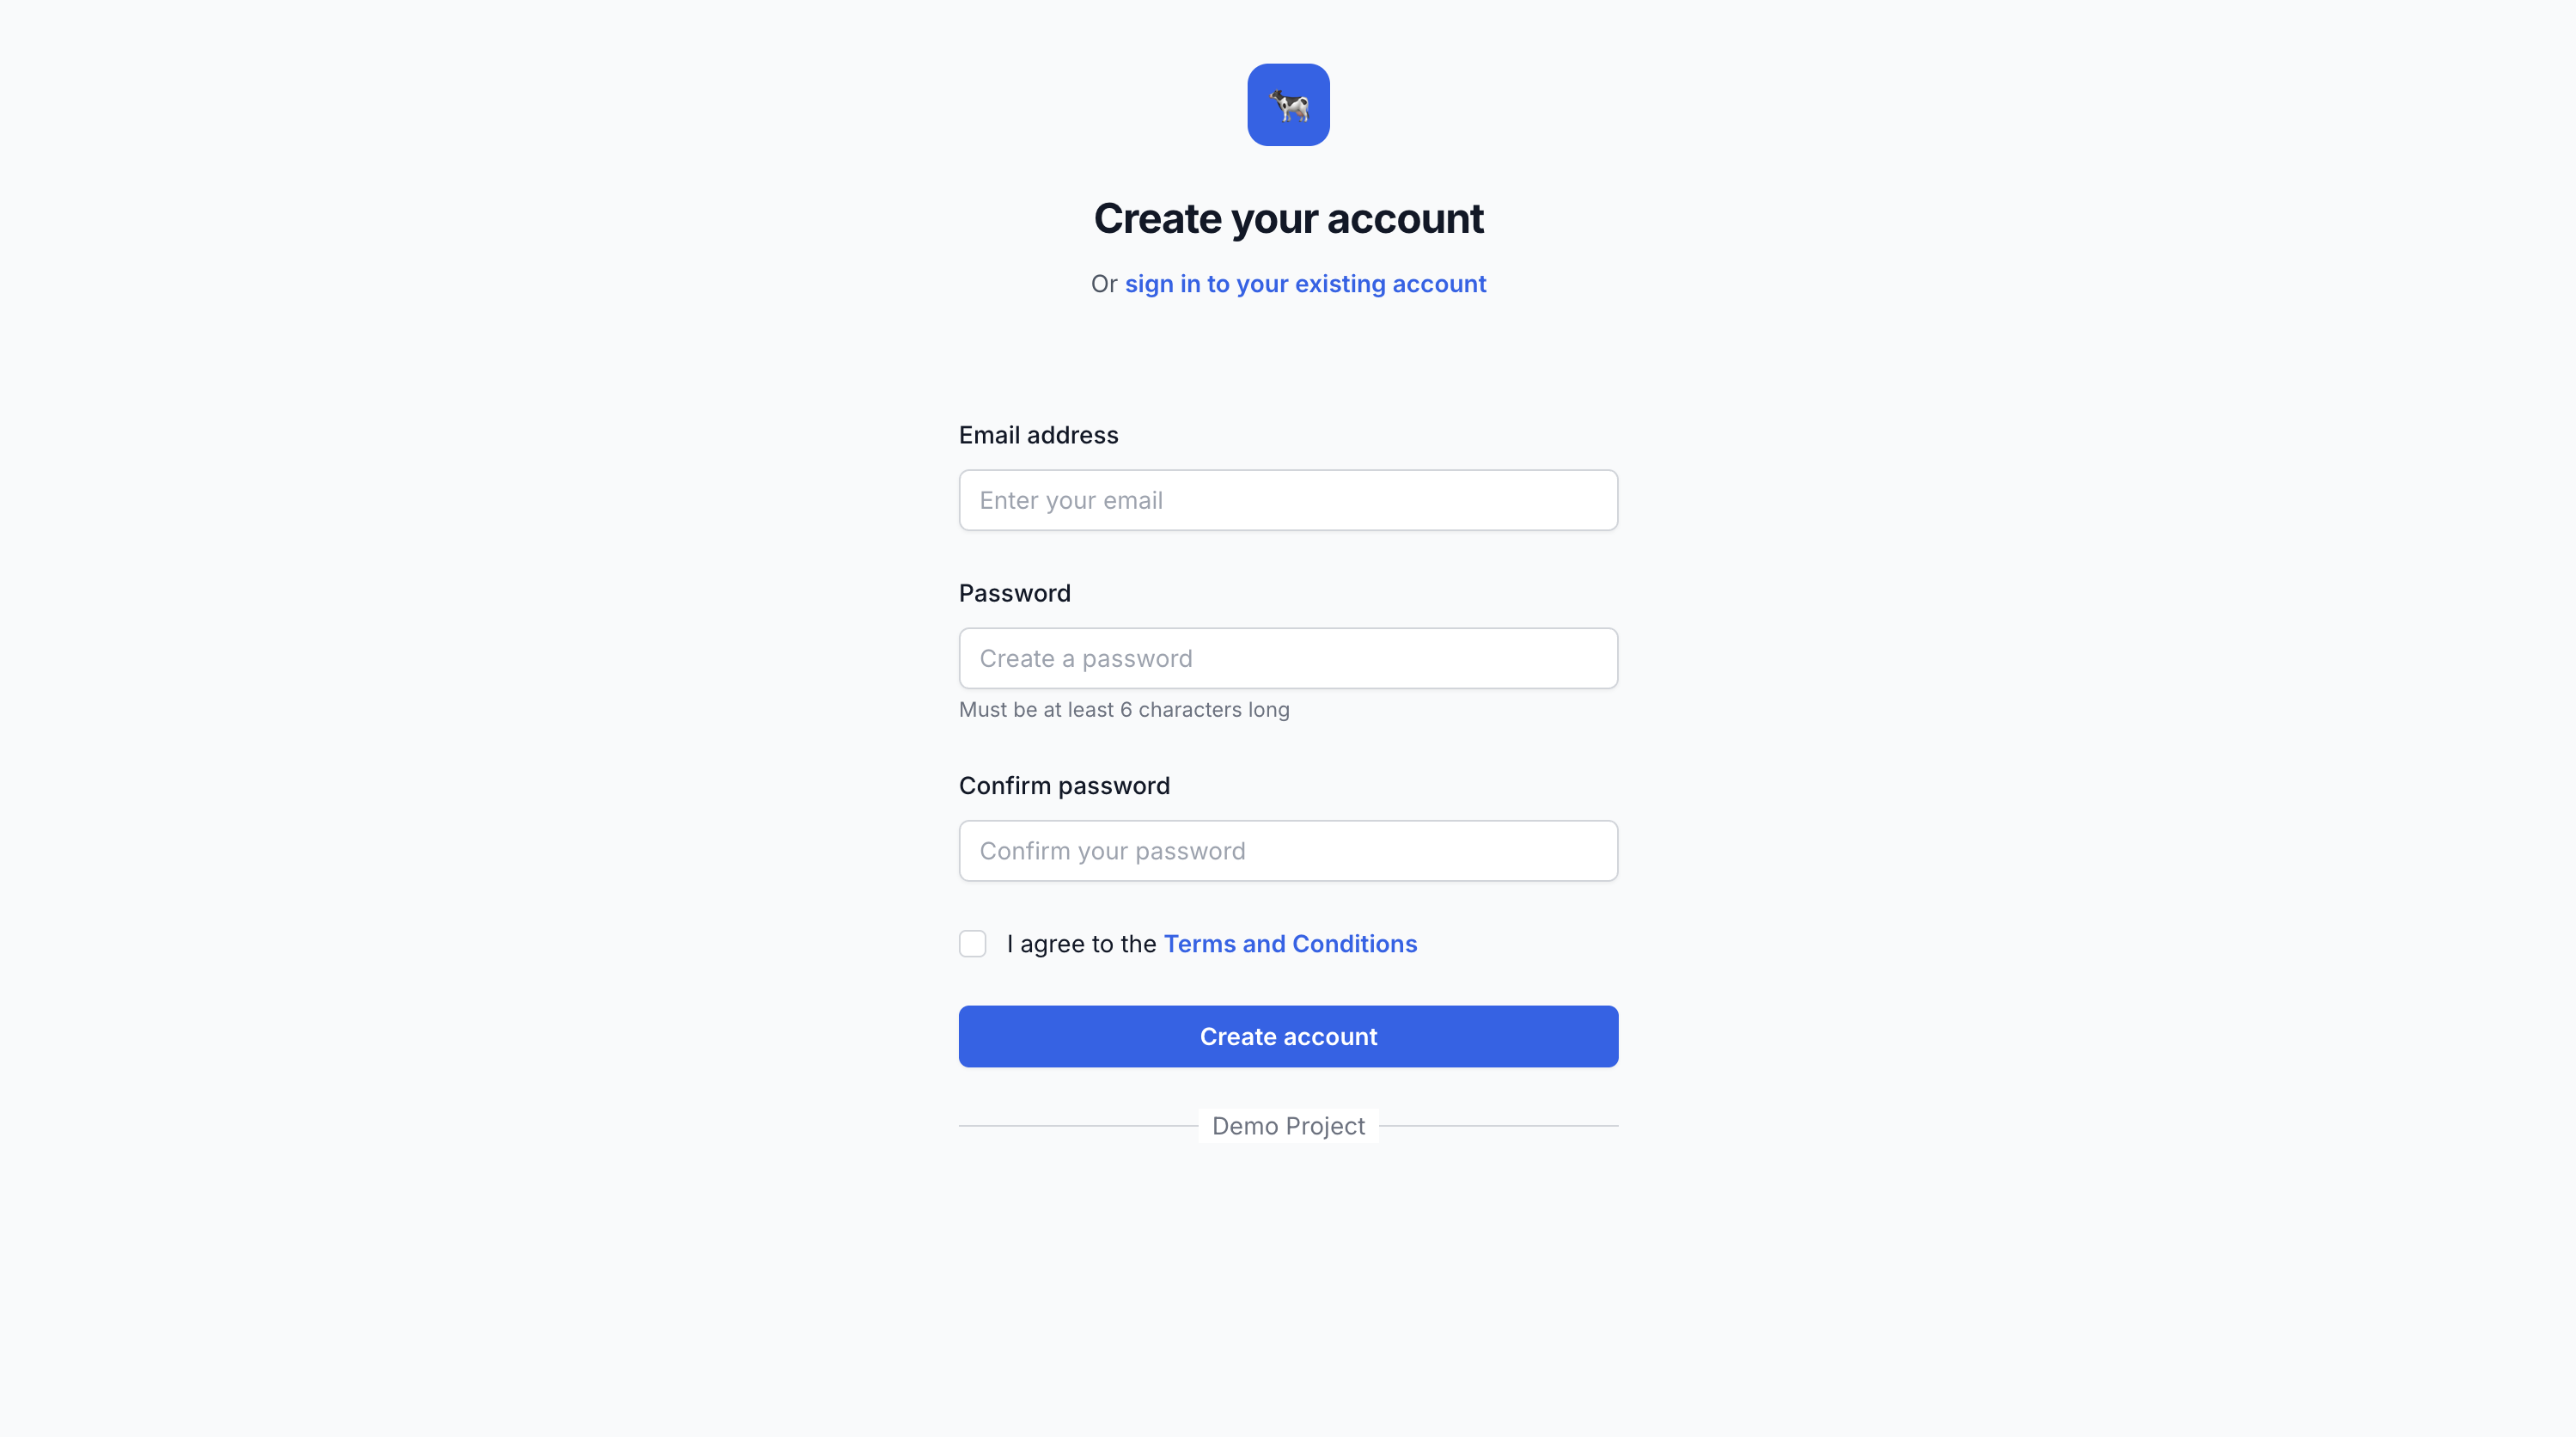 Create your account
Or sign in to your existing account
Email address
Enter your email
Password
Create a password
Must be at least 6 characters long
Confirm password
Confirm your password
I agree to the Terms and Conditions
Create account
Demo Project